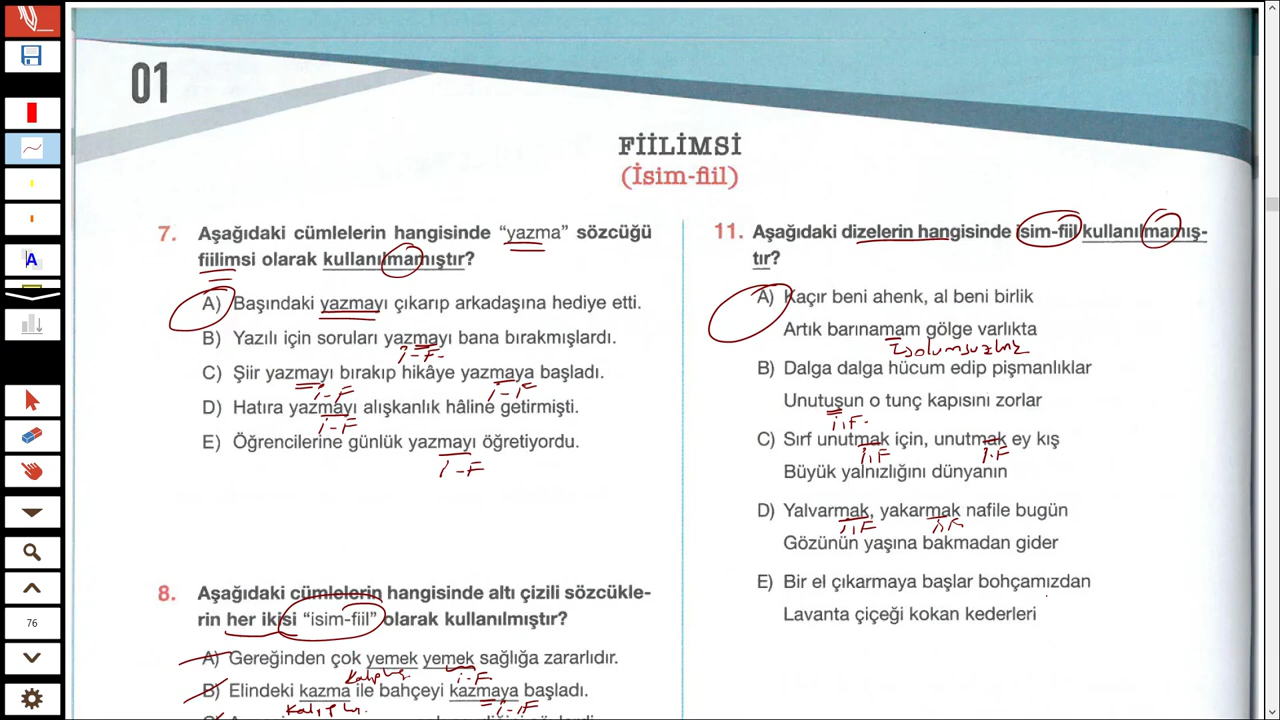 01
FİİLİMSİ
(İsim-fiil)
7. Aşağıdaki cümlelerin hangisinde “yazma” sözcüğü
fiilimsi olarak kullanılmamıştır?
A) Başındaki yazmayı çıkarıp arkadaşına hediye etti.
B) Yazılı için soruları yazmayı bana bırakmışlardı.
i-F
C) Şiir yazmayı bırakıp hikâye yazmaya başladı.
i-F i-F
D) Hatıra yazmayı alışkanlık hâline getirmişti.
i-F
E) Öğrencilerine günlük yazmayı öğretiyordu.
i-F
8. Aşağıdaki cümlelerin hangisinde altı çizili sözcükle-
rin her ikisi “isim-fiil” olarak kullanılmıştır?
A) Gereğinden çok yemek yemek sağlığa zararlıdır.
i-F
B) Elindeki kazma ile bahçeyi kazmaya başladı.
i-F
11. Aşağıdaki dizelerin hangisinde isim-fiil kullanılmamış-
tır?
A) Kaçır beni ahenk, al beni birlik
Artık barınamam gölge varlıkta
B) Dalga dalga hücum edip pişmanlıklar
Unutuşun o tunç kapısını zorlar
i.F
C) Sırf unutmak için, unutmak ey kış
i.F i.F
Büyük yalnızlığını dünyanın
D) Yalvarmak, yakarmak nafile bugün
i.F i.F
Gözünün yaşına bakmadan gider
E) Bir el çıkarmaya başlar bohçamızdan
Lavanta çiçeği kokan kederleri
A
76